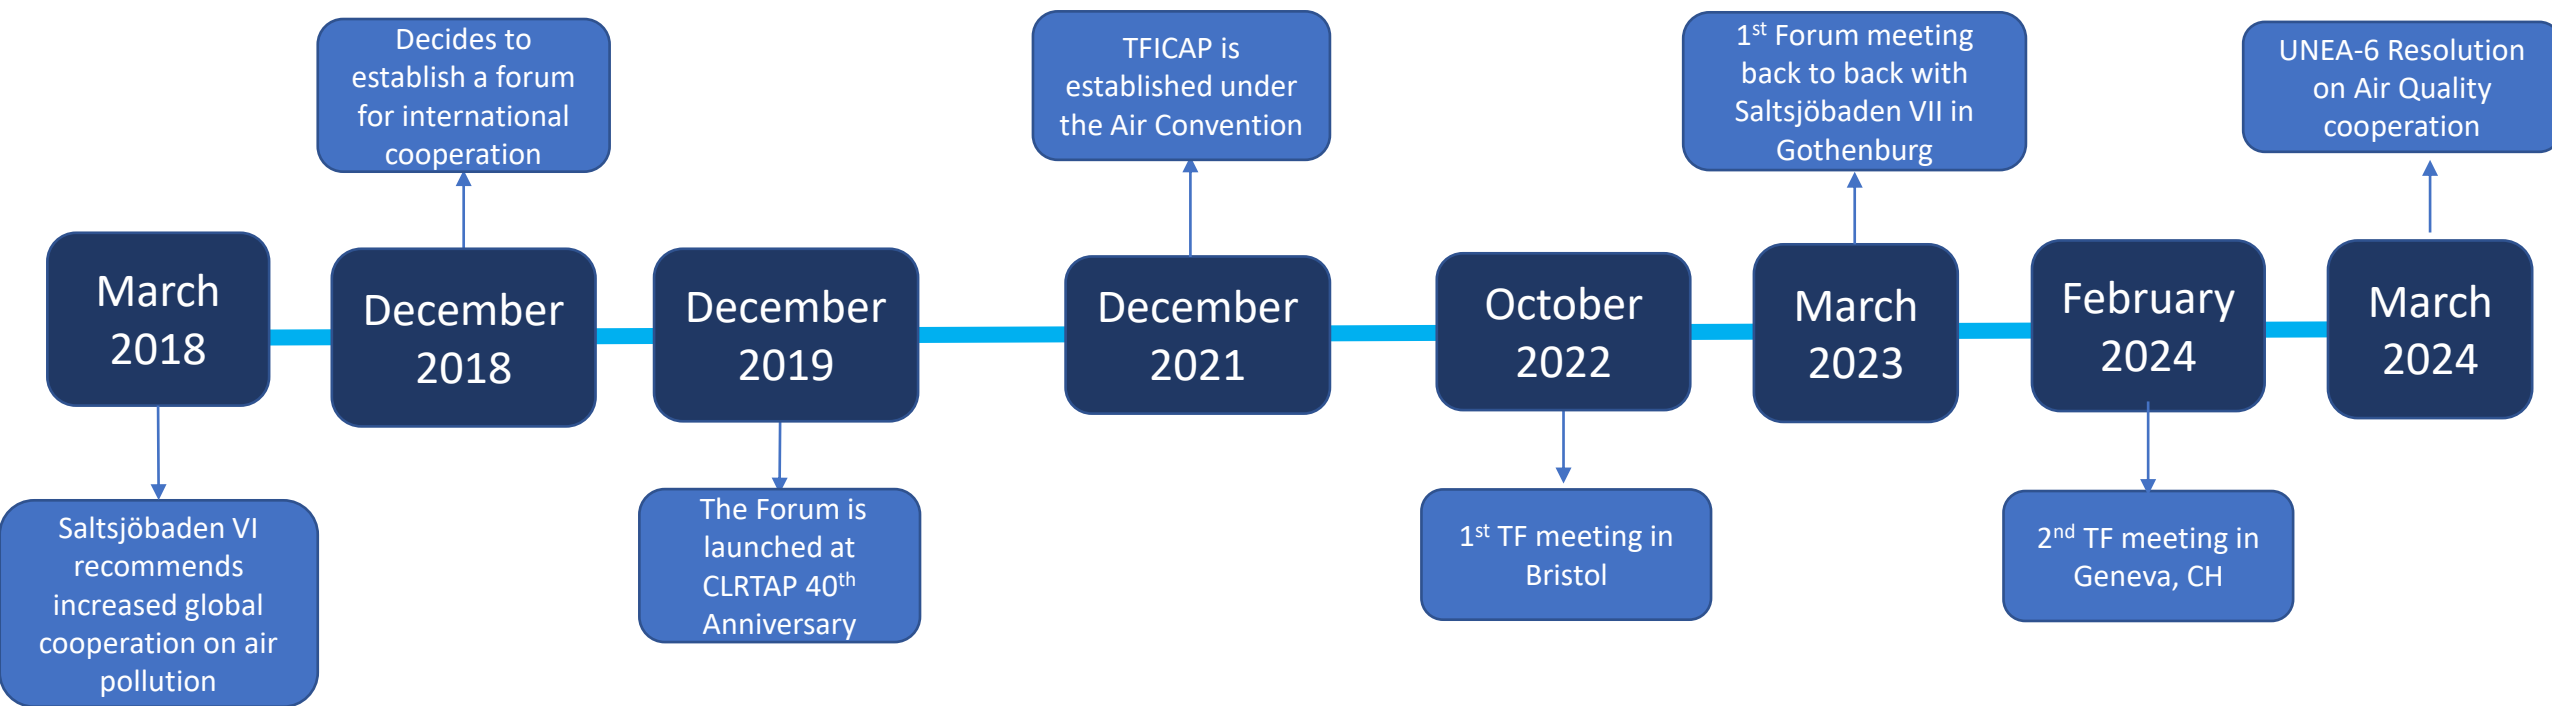 Decides to
establish a forum
for international
cooperation
TFICAP is
established under
the Air Convention
1st Forum meeting
back to back with
Saltsjöbaden VII in
Gothenburg
UNEA-6 Resolution
on Air Quality
cooperation
March
2018
December
2018
December
2019
December
2021
October
2022
March
2023
February
2024
March
2024
Saltsjöbaden VI
recommends
increased global
cooperation on air
pollution
The Forum is
launched at
CLRTAP 40th
Anniversary
1st TF meeting in
Bristol
2nd TF meeting in
Geneva, CH